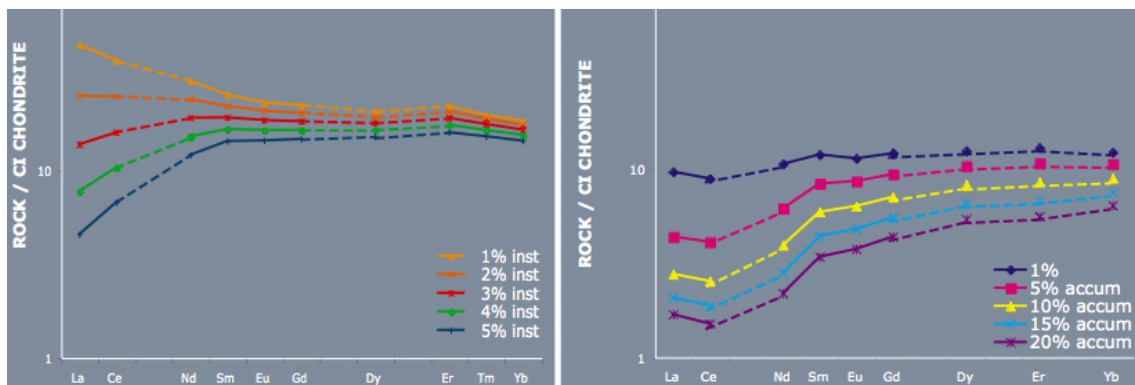 ROCK / CI CHONDRITE
10
1
1% inst
2% inst
3% inst
4% inst
5% inst
La Ce Nd Sm Eu Gd Dy Er Tm Yb
ROCK / CI CHONDRITE
10
1
1%
5% accum
10% accum
15% accum
20% accum
La Ce Nd Sm Eu Gd Dy Er Yb